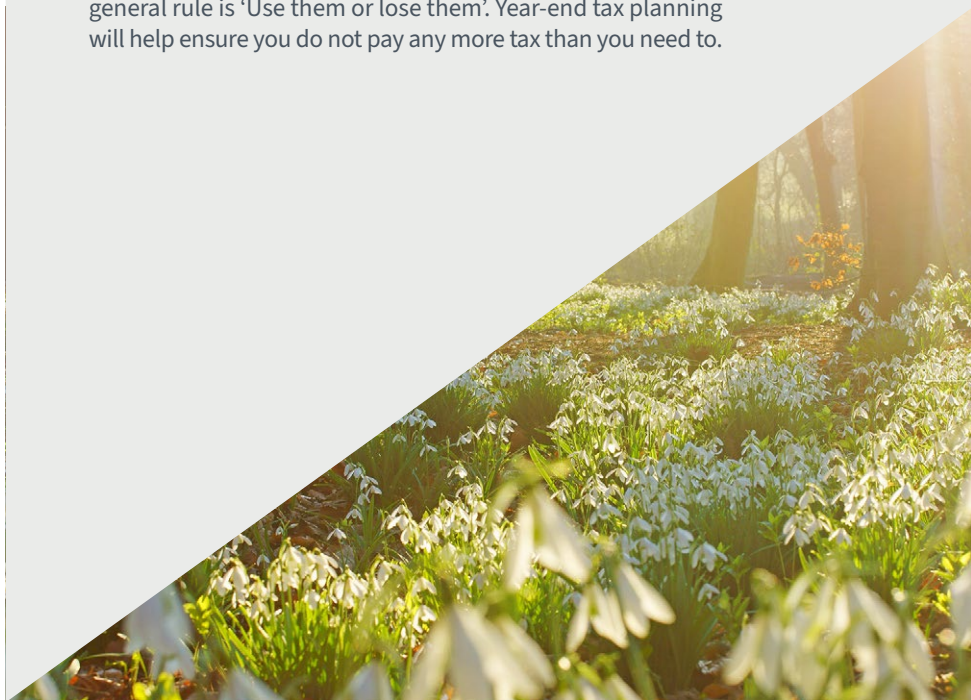 general rule is ‘Use them or lose them’. Year-end tax planning
will help ensure you do not pay any more tax than you need to.